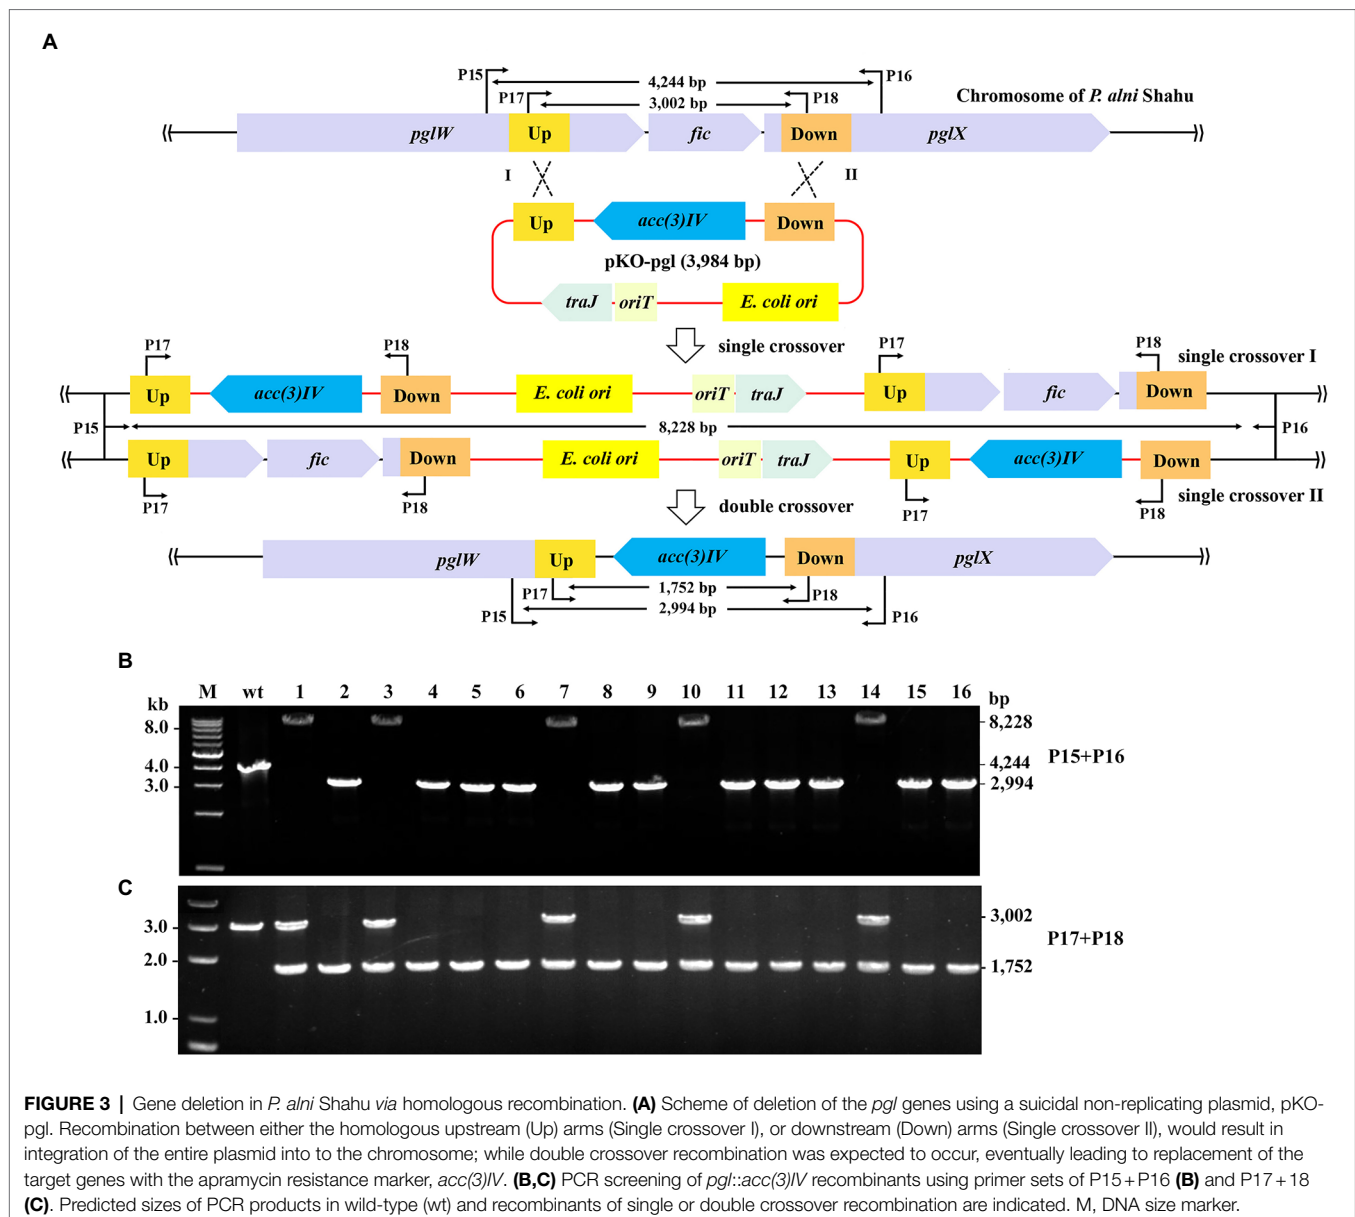 A
P15
4,244 bp
P16
P17
3,002 bp
P18
Chromosome of P. alni Shahu
pglW
Up
fic
Down
pglX
I
II
Up
acc(3)IV
Down
pKO-pgl (3,984 bp)
traJ
oriT
E. coli ori
single crossover
P17
P18
P17
P18
single crossover I
Up
acc(3)IV
Down
E. coli ori
oriT
traJ
Up
fic
Down
P15
8,228 bp
P16
Up
fic
Down
E. coli ori
oriT
traJ
Up
acc(3)IV
Down
P17
P18
P17
P18
single crossover II
double crossover
pglW
Up
acc(3)IV
Down
pglX
P17
1,752 bp
P18
P15
2,994 bp
P16
B
M wt 1 2 3 4 5 6 7 8 9 10 11 12 13 14 15 16
kb
bp
8.0
8,228
4.0
4,244
3.0
2,994
P15+P16
C
3.0
3,002
2.0
1,752
1.0
P17+P18
FIGURE 3 | Gene deletion in P. alni Shahu via homologous recombination. (A) Scheme of deletion of the pgl genes using a suicidal non-replicating plasmid, pKO-
pgl. Recombination between either the homologous upstream (Up) arms (Single crossover I), or downstream (Down) arms (Single crossover II), would result in
integration of the entire plasmid into to the chromosome; while double crossover recombination was expected to occur, eventually leading to replacement of the
target genes with the apramycin resistance marker, acc(3)IV. (B,C) PCR screening of pgl::acc(3)IV recombinants using primer sets of P15+P16 (B) and P17+18
(C). Predicted sizes of PCR products in wild-type (wt) and recombinants of single or double crossover recombination are indicated. M, DNA size marker.